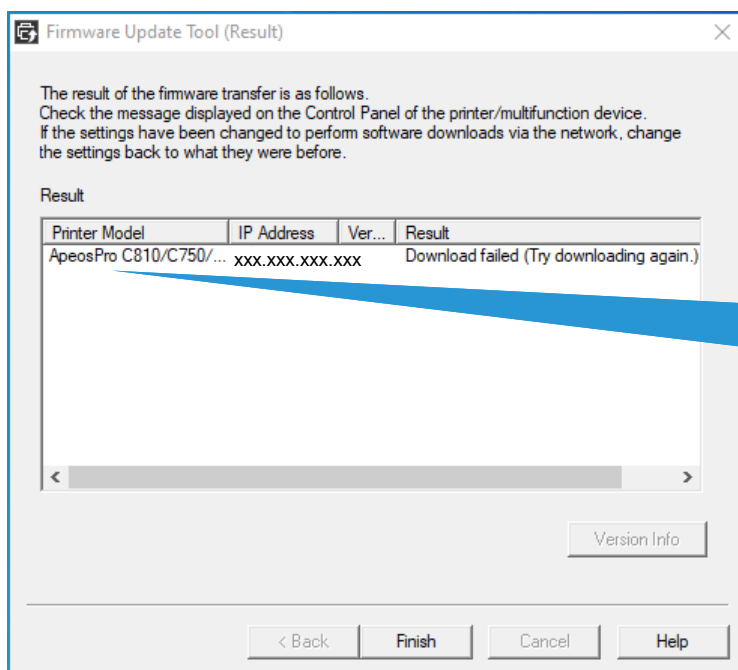 Firmware Update Tool (Result)
The result of the firmware transfer is as follows.
Check the message displayed on the Control Panel of the printer/multifunction device.
If the settings have been changed to perform software downloads via the network, change
the settings back to what they were before.
Result
Printer Model IP Address Ver... Result
ApeosPro C810/C750/... xxx.xxx.xxx.xxx Download failed (Try downloading again.)
Version Info
< Back Finish Cancel Help